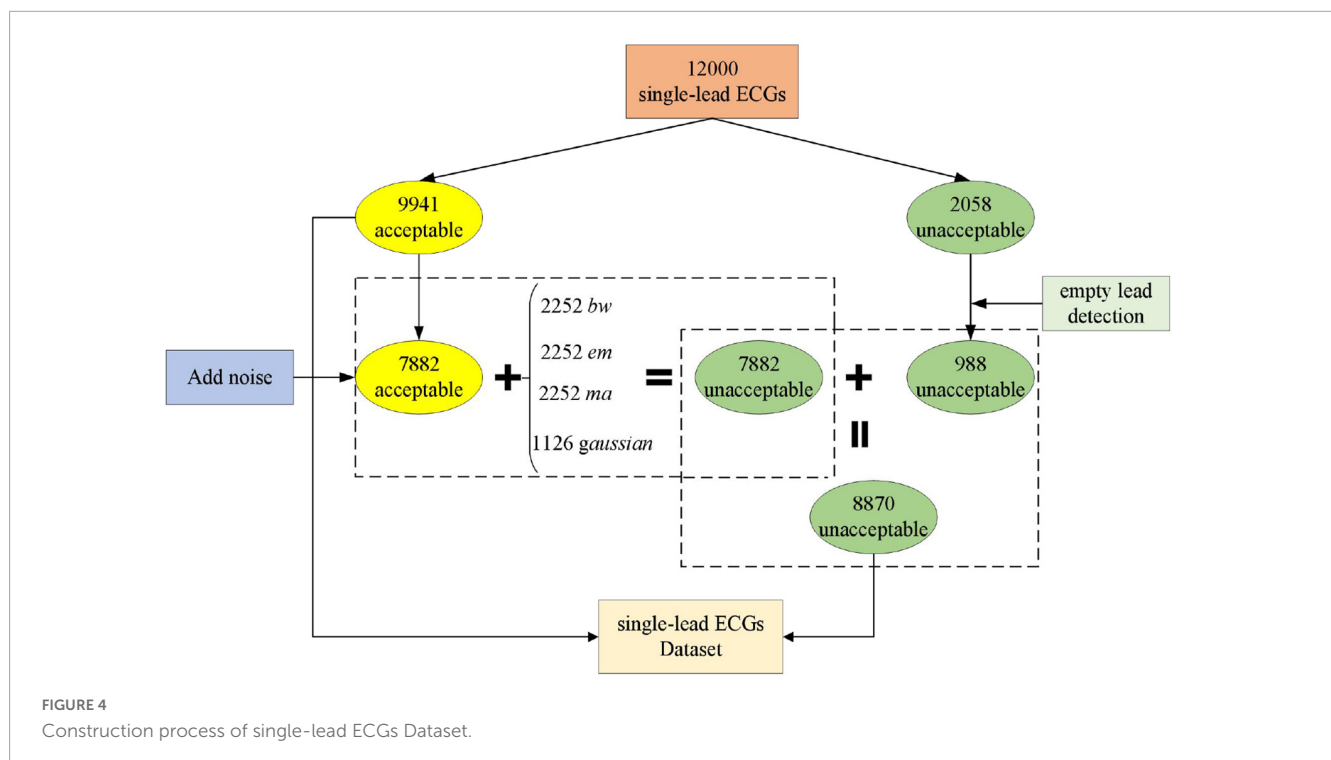 12000
single-lead ECGs
9941
acceptable
2058
unacceptable
empty lead
detection
Add noise
7882
acceptable
+
2252 bw
2252 em
2252 ma
1126 gaussian
=
7882
unacceptable
+
988
unacceptable
=
8870
unacceptable
single-lead ECGs
Dataset
FIGURE 4
Construction process of single-lead ECGs Dataset.